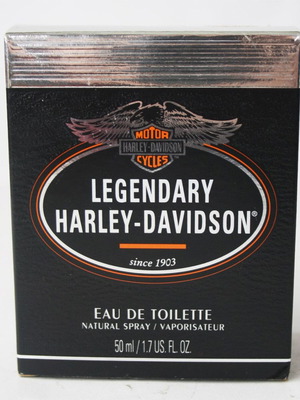 MOTOR
HARLEY-DAVIDSON
CYCLES
LEGENDARY
HARLEY-DAVIDSON®
since 1903
EAU DE TOILETTE
NATURAL SPRAY / VAPORISATEUR
50 ml / 1.7 US. FL. OZ.